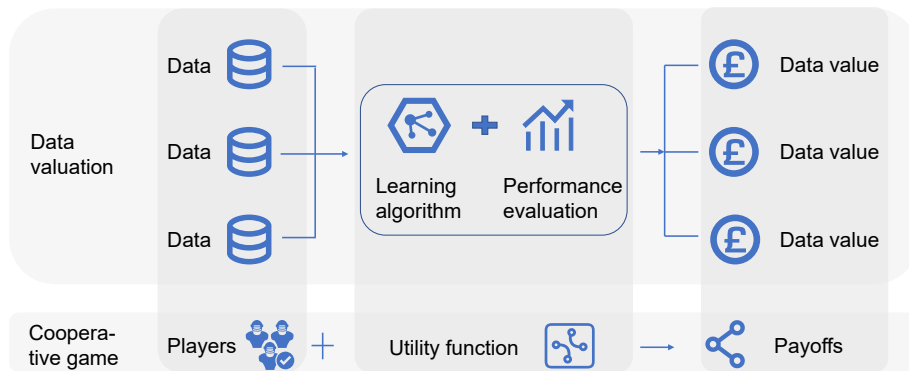 Data
Data value
Data
valuation
Data
Learning
algorithm
Performance
evaluation
Data value
Data
Data value
Coopera-
tive game
Players
Utility function
Payoffs